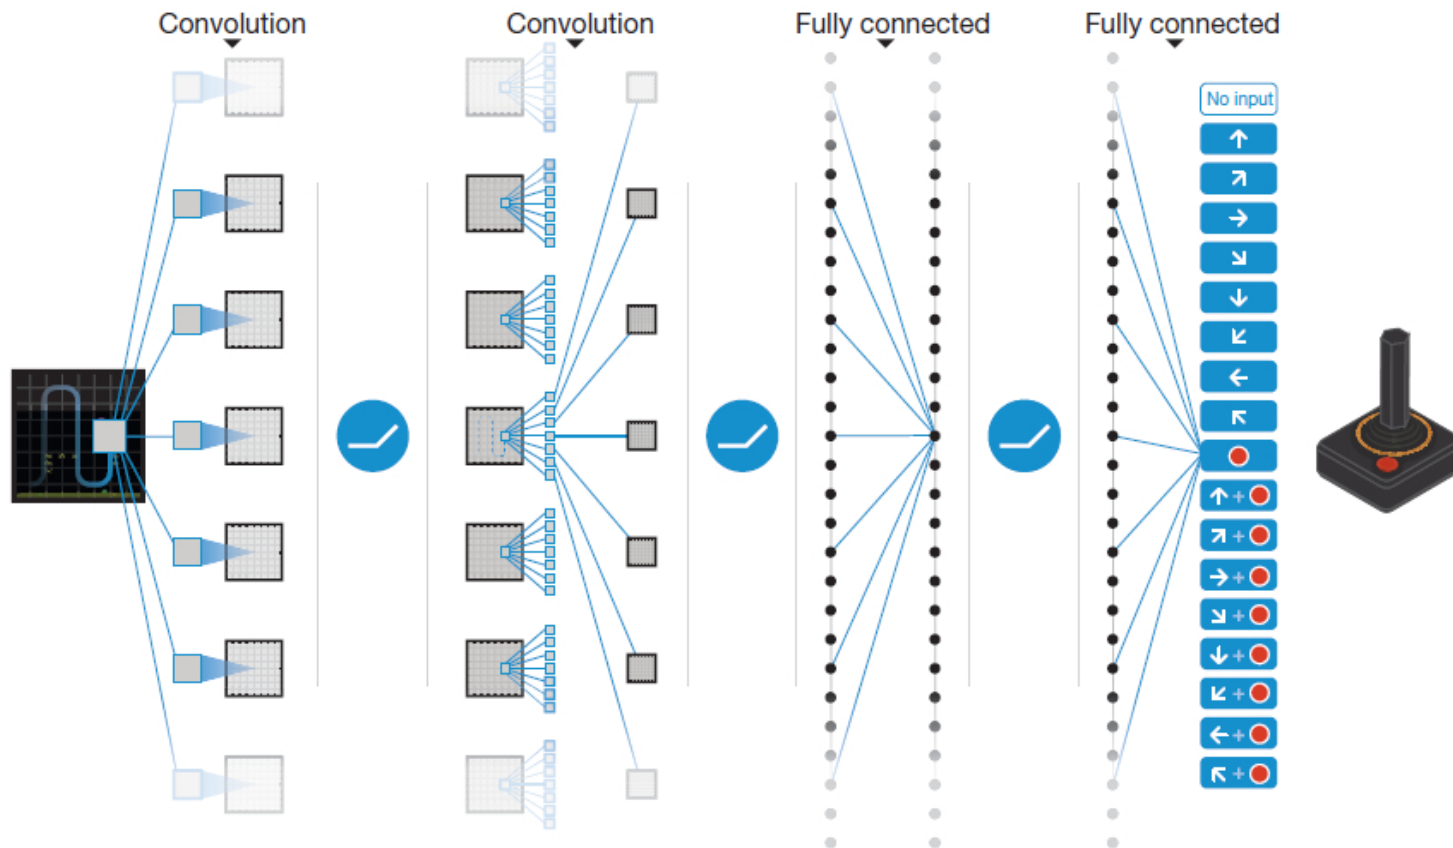 Convolution
Convolution
Fully connected
Fully connected
No input
+
+
+
+
+
+
+
+